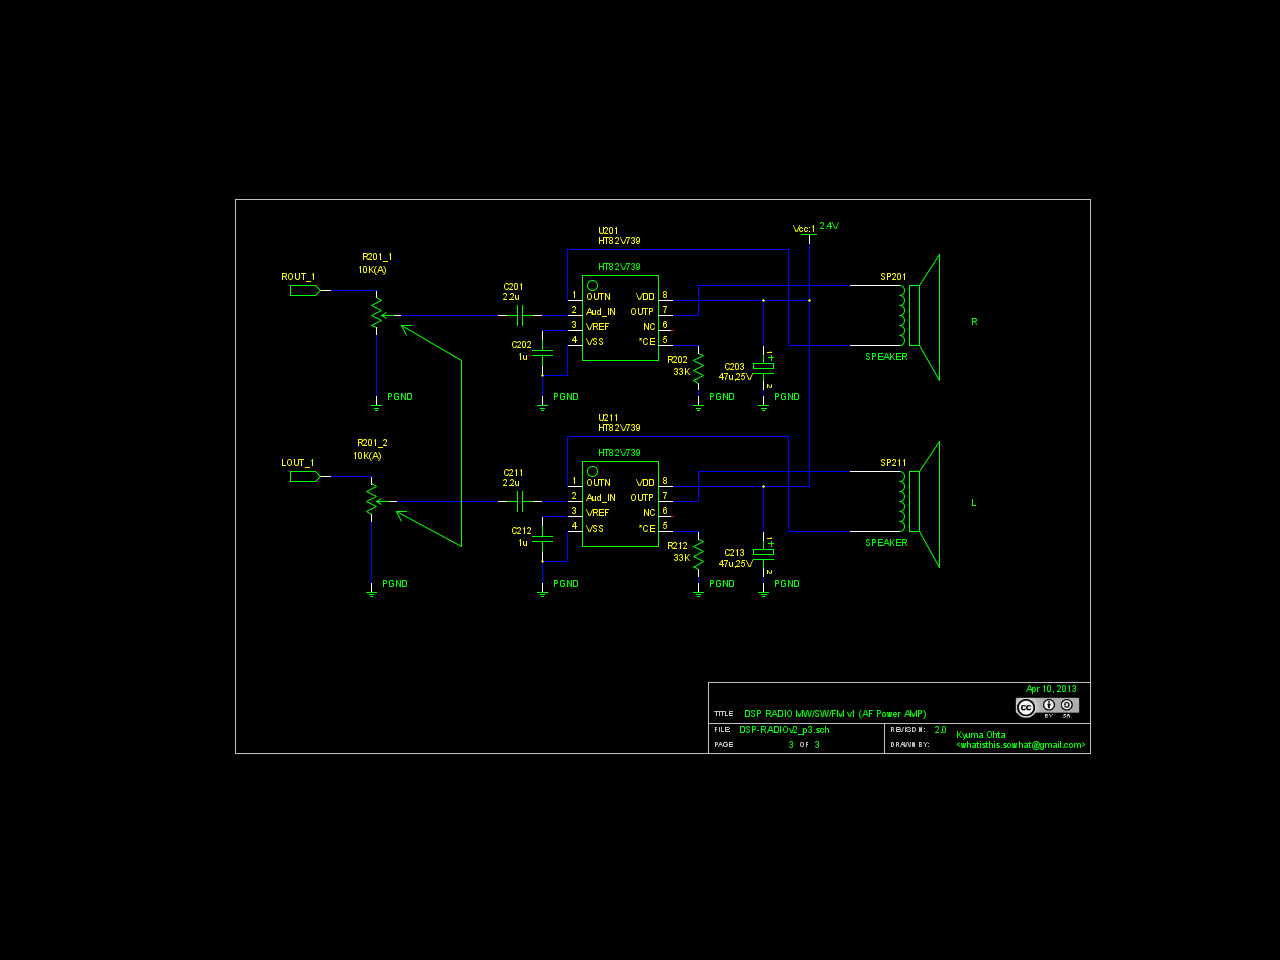 Vcc:1 2.4V
U201
HT82V739
R201_1
10K(A)
ROUT_1
HT82V739
C201
2.2u
1 OUTN VDD 8
2 Aud_IN OUTP 7
3 VREF NC 6
4 VSS *CE 5
C202
1u
R202
33K
C203
47u,25V
1
+
2
SP201
SPEAKER
R
PGND
PGND
PGND
PGND
U211
HT82V739
R201_2
10K(A)
LOUT_1
HT82V739
C211
2.2u
1 OUTN VDD 8
2 Aud_IN OUTP 7
3 VREF NC 6
4 VSS *CE 5
C212
1u
R212
33K
C213
47u,25V
1
+
2
SP211
SPEAKER
L
PGND
PGND
PGND
PGND
Apr 10, 2013
cc
BY SA
TITLE DSP RADIO MW/SW/FM v1 (AF Power AMP)
FILE: DSP-RADIOv2_p3.sch
REVISION: 2.0
PAGE 3 OF 3
DRAWN BY: Kyuma Ohta
<whatisthis.sowhat@gmail.com>